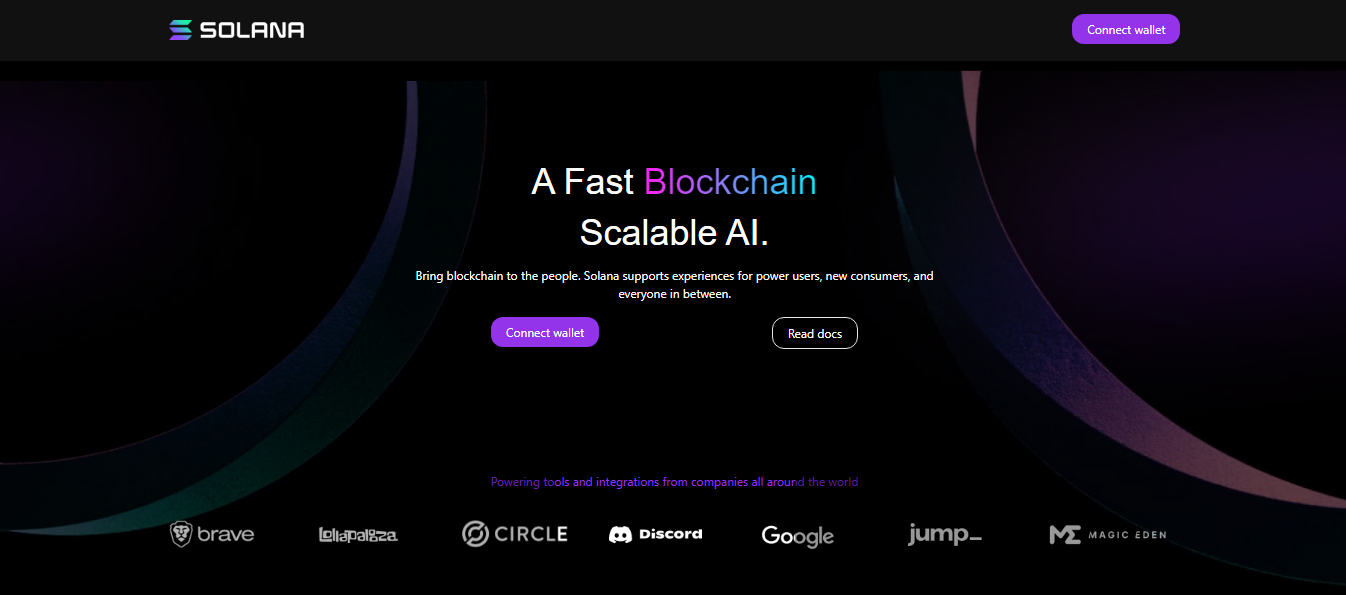 SOLANA
Connect wallet
A Fast Blockchain
Scalable AI.
Bring blockchain to the people. Solana supports experiences for power users, new consumers, and
everyone in between.
Connect wallet
Read docs
Powering tools and integrations from companies all around the world
brave
Lollapalooza
CIRCLE
Discord
Google
jump_
ME MAGIC EDEN